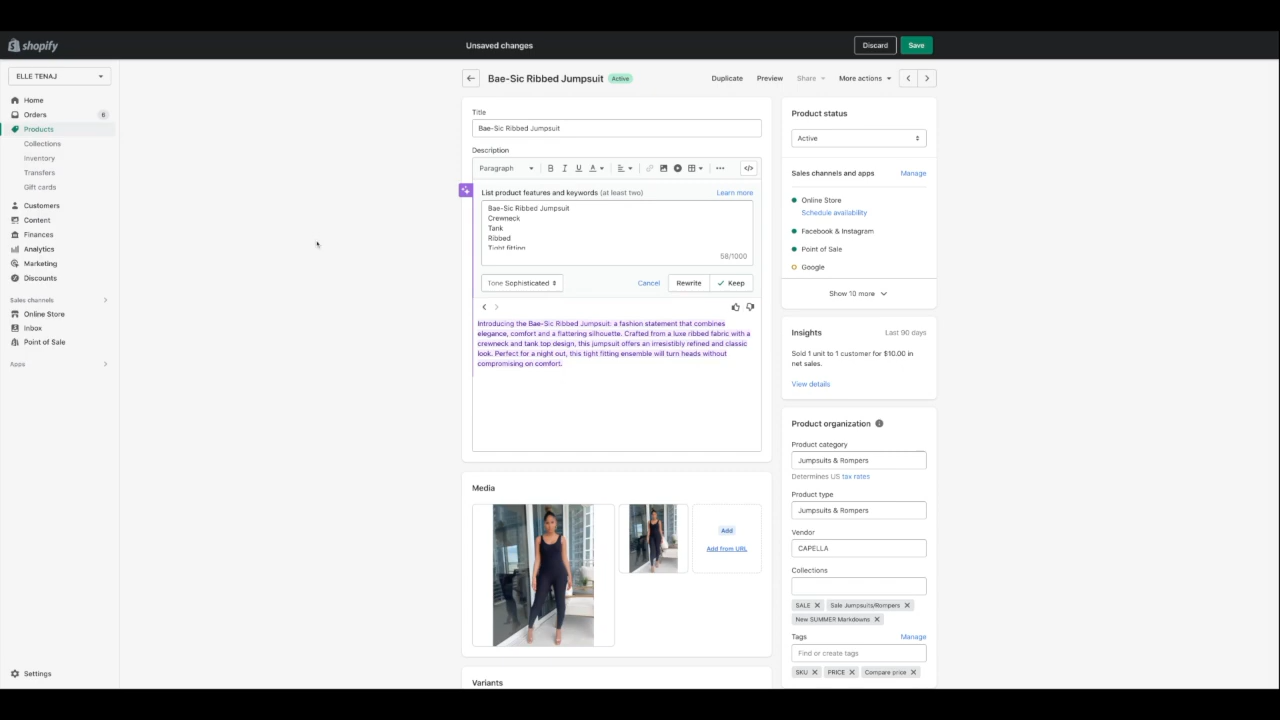 shopify
Unsaved changes
Discard
Save
ELLE TENAJ
Home
Orders
6
Products
Collections
Inventory
Transfers
Gift cards
Customers
Content
Finances
Analytics
Marketing
Discounts
Sales channels
Online Store
Inbox
Point of Sale
Apps
Settings
Bae-Sic Ribbed Jumpsuit
Active
Duplicate
Preview
Share
More actions
Title
Bae-Sic Ribbed Jumpsuit
Description
Paragraph
B
I
U
A
List product features and keywords (at least two)
Learn more
Bae-Sic Ribbed Jumpsuit
Crewneck
Tank
Ribbed
Tight fitting
58/1000
Tone Sophisticated
Cancel
Rewrite
Keep
Introducing the Bae-Sic Ribbed Jumpsuit: a fashion statement that combines
elegance, comfort and a flattering silhouette. Crafted from a luxe ribbed fabric with a
crewneck and tank top design, this jumpsuit offers an irresistibly refined and classic
look. Perfect for a night out, this tight fitting ensemble will turn heads without
compromising on comfort.
Media
Add
Add from URL
Variants
Product status
Active
Sales channels and apps
Manage
Online Store
Schedule availability
Facebook & Instagram
Point of Sale
Google
Show 10 more
Insights
Last 90 days
Sold 1 unit to 1 customer for $10.00 in
net sales.
View details
Product organization
Product category
Jumpsuits & Rompers
Determines US tax rates
Product type
Jumpsuits & Rompers
Vendor
CAPELLA
Collections
SALE
Sale Jumpsuits/Rompers
New SUMMER Markdowns
Tags
Manage
Find or create tags
SKU
PRICE
Compare price